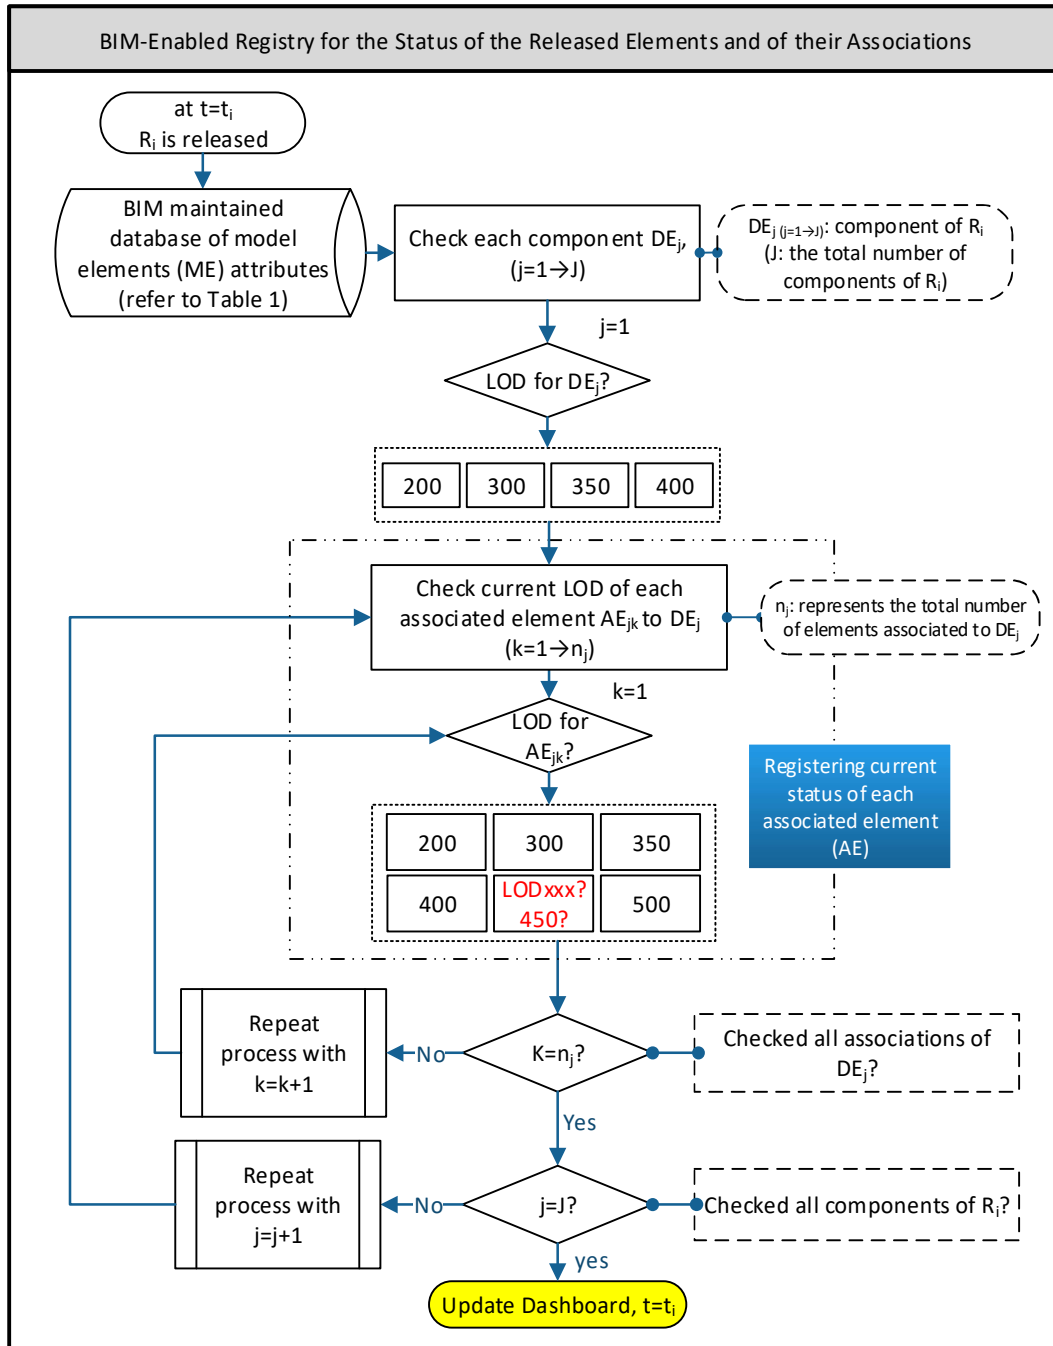 BIM-Enabled Registry for the Status of the Released Elements and of their Associations
at t=tᵢ
Rᵢ is released
BIM maintained
database of model
elements (ME) attributes
(refer to Table 1)
Check each component DEⱼ,
(j=1→J)
DEⱼ (j=1→J): component of Rᵢ
(J: the total number of
components of Rᵢ)
j=1
LOD for DEⱼ?
200
300
350
400
Check current LOD of each
associated element AEⱼₖ to DEⱼ
(k=1→nⱼ)
nⱼ: represents the total number
of elements associated to DEⱼ
k=1
LOD for
AEⱼₖ?
Registering current
status of each
associated element
(AE)
200
300
350
400
LODxxx?
450?
500
Repeat
process with
k=k+1
No
K=nⱼ?
Checked all associations of
DEⱼ?
Yes
Repeat
process with
j=j+1
No
j=J?
Checked all components of Rᵢ?
yes
Update Dashboard, t=tᵢ